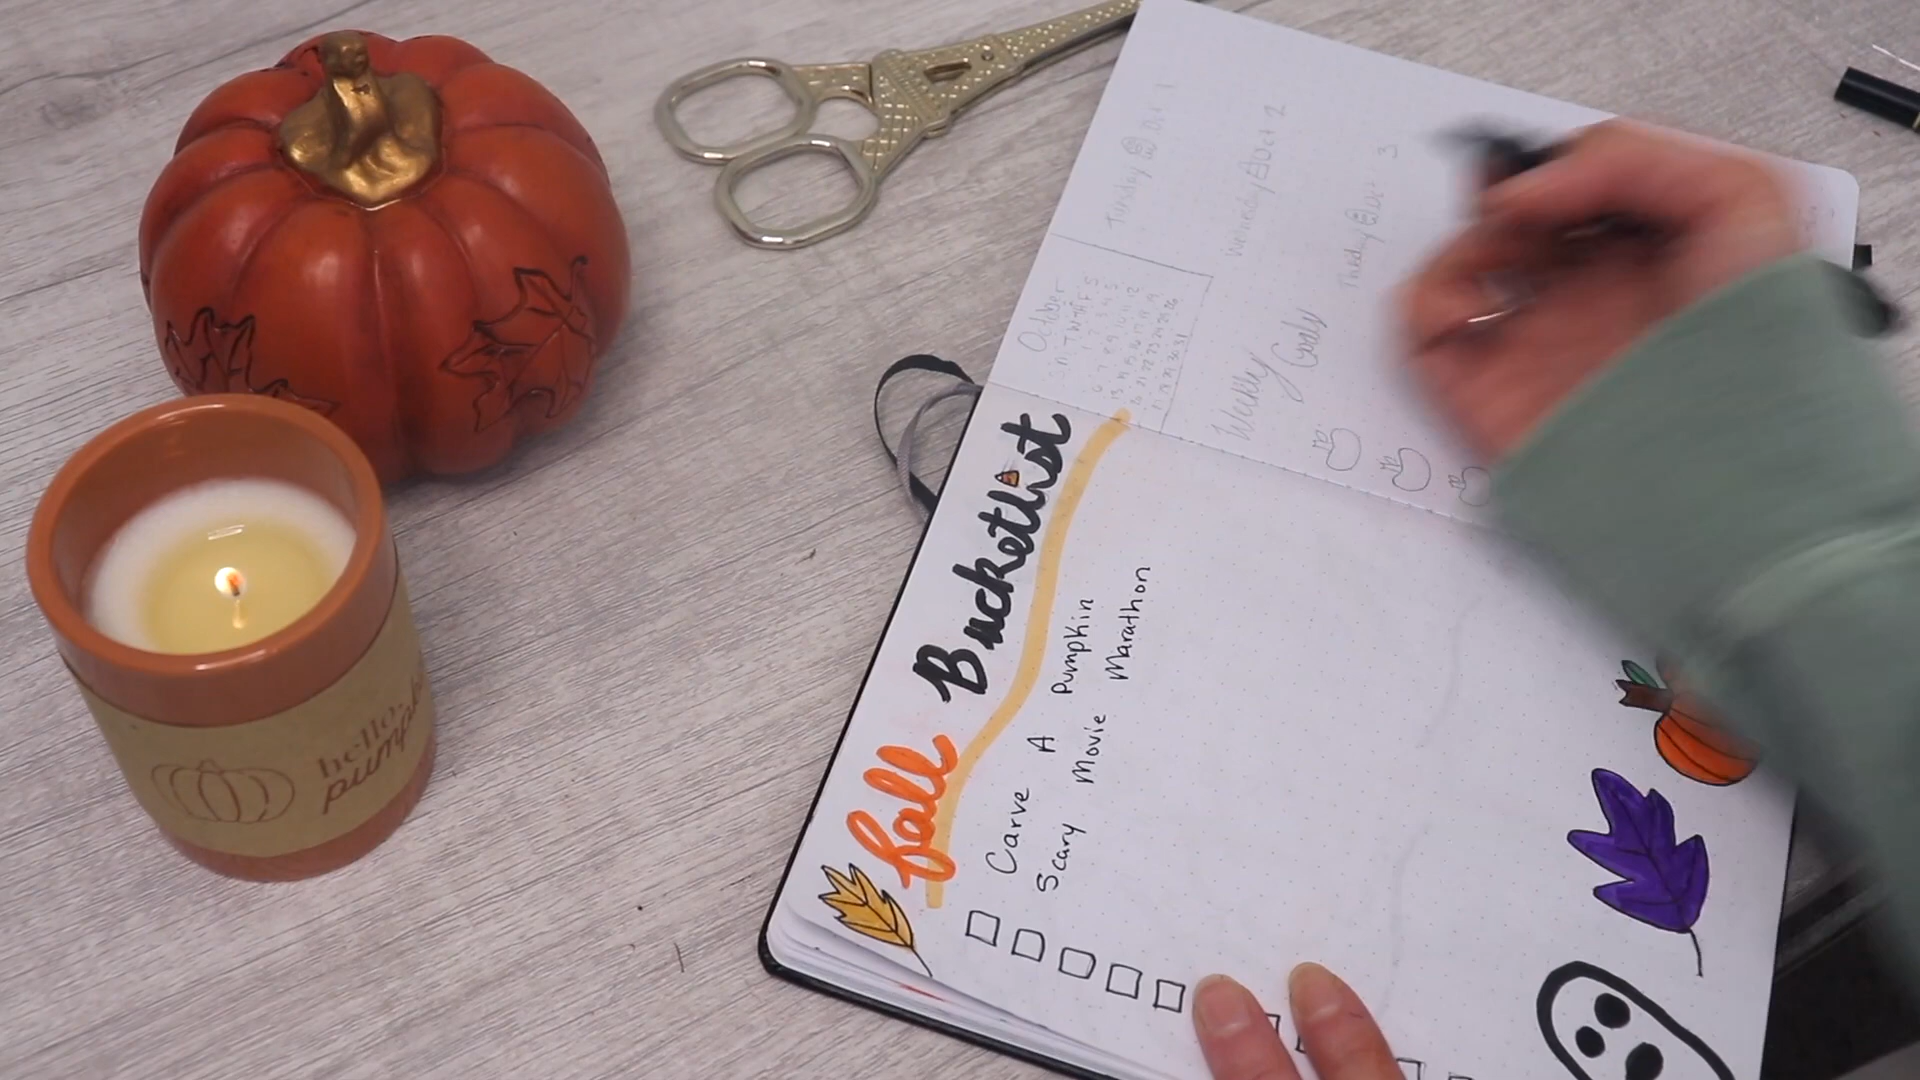 hello,
pumpkin
Fall Bucketlist
Carve A Pumpkin
Scary Movie Marathon
October
Tuesday Oct 1
Wednesday Oct 2
Thursday Oct 3
Weekly
Goals